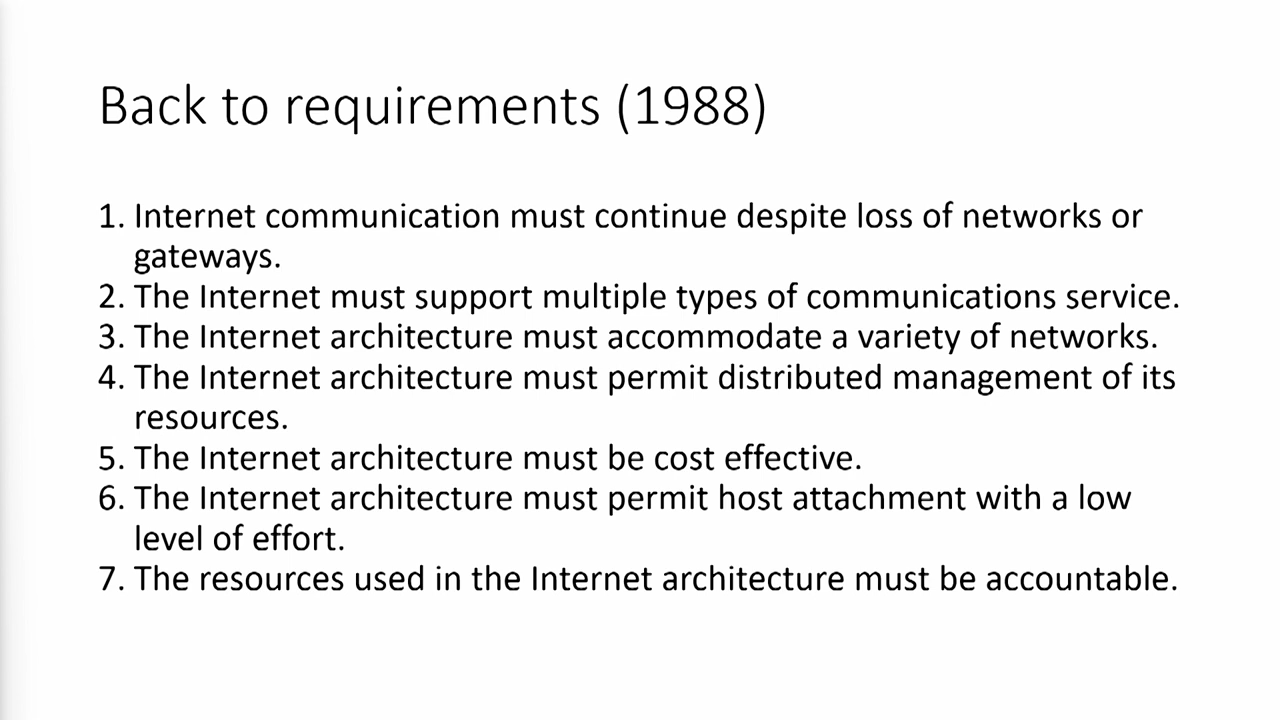 Back to requirements (1988)
1. Internet communication must continue despite loss of networks or
gateways.
2. The Internet must support multiple types of communications service.
3. The Internet architecture must accommodate a variety of networks.
4. The Internet architecture must permit distributed management of its
resources.
5. The Internet architecture must be cost effective.
6. The Internet architecture must permit host attachment with a low
level of effort.
7. The resources used in the Internet architecture must be accountable.